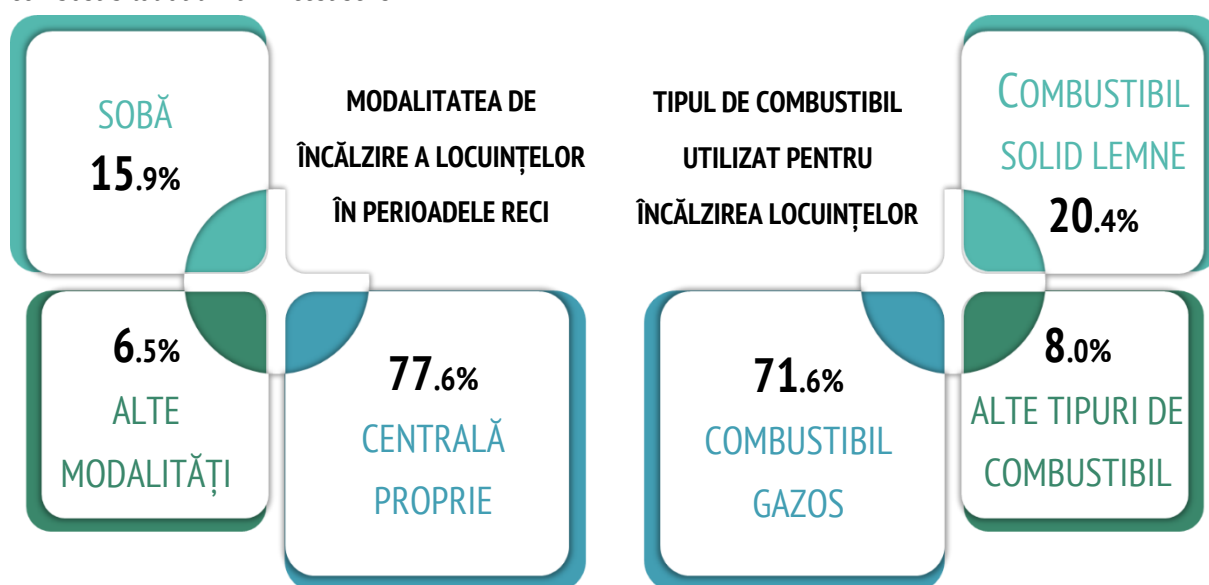 SOBĂ
15.9%
MODALITATEA DE
ÎNCĂLZIRE A LOCUINȚELOR
ÎN PERIOADELE RECI
6.5%
ALTE
MODALITĂȚI
77.6%
CENTRALĂ
PROPRIE
TIPUL DE COMBUSTIBIL
UTILIZAT PENTRU
ÎNCĂLZIREA LOCUINȚELOR
COMBUSTIBIL
SOLID LEMNE
20.4%
71.6%
COMBUSTIBIL
GAZOS
8.0%
ALTE TIPURI DE
COMBUSTIBIL